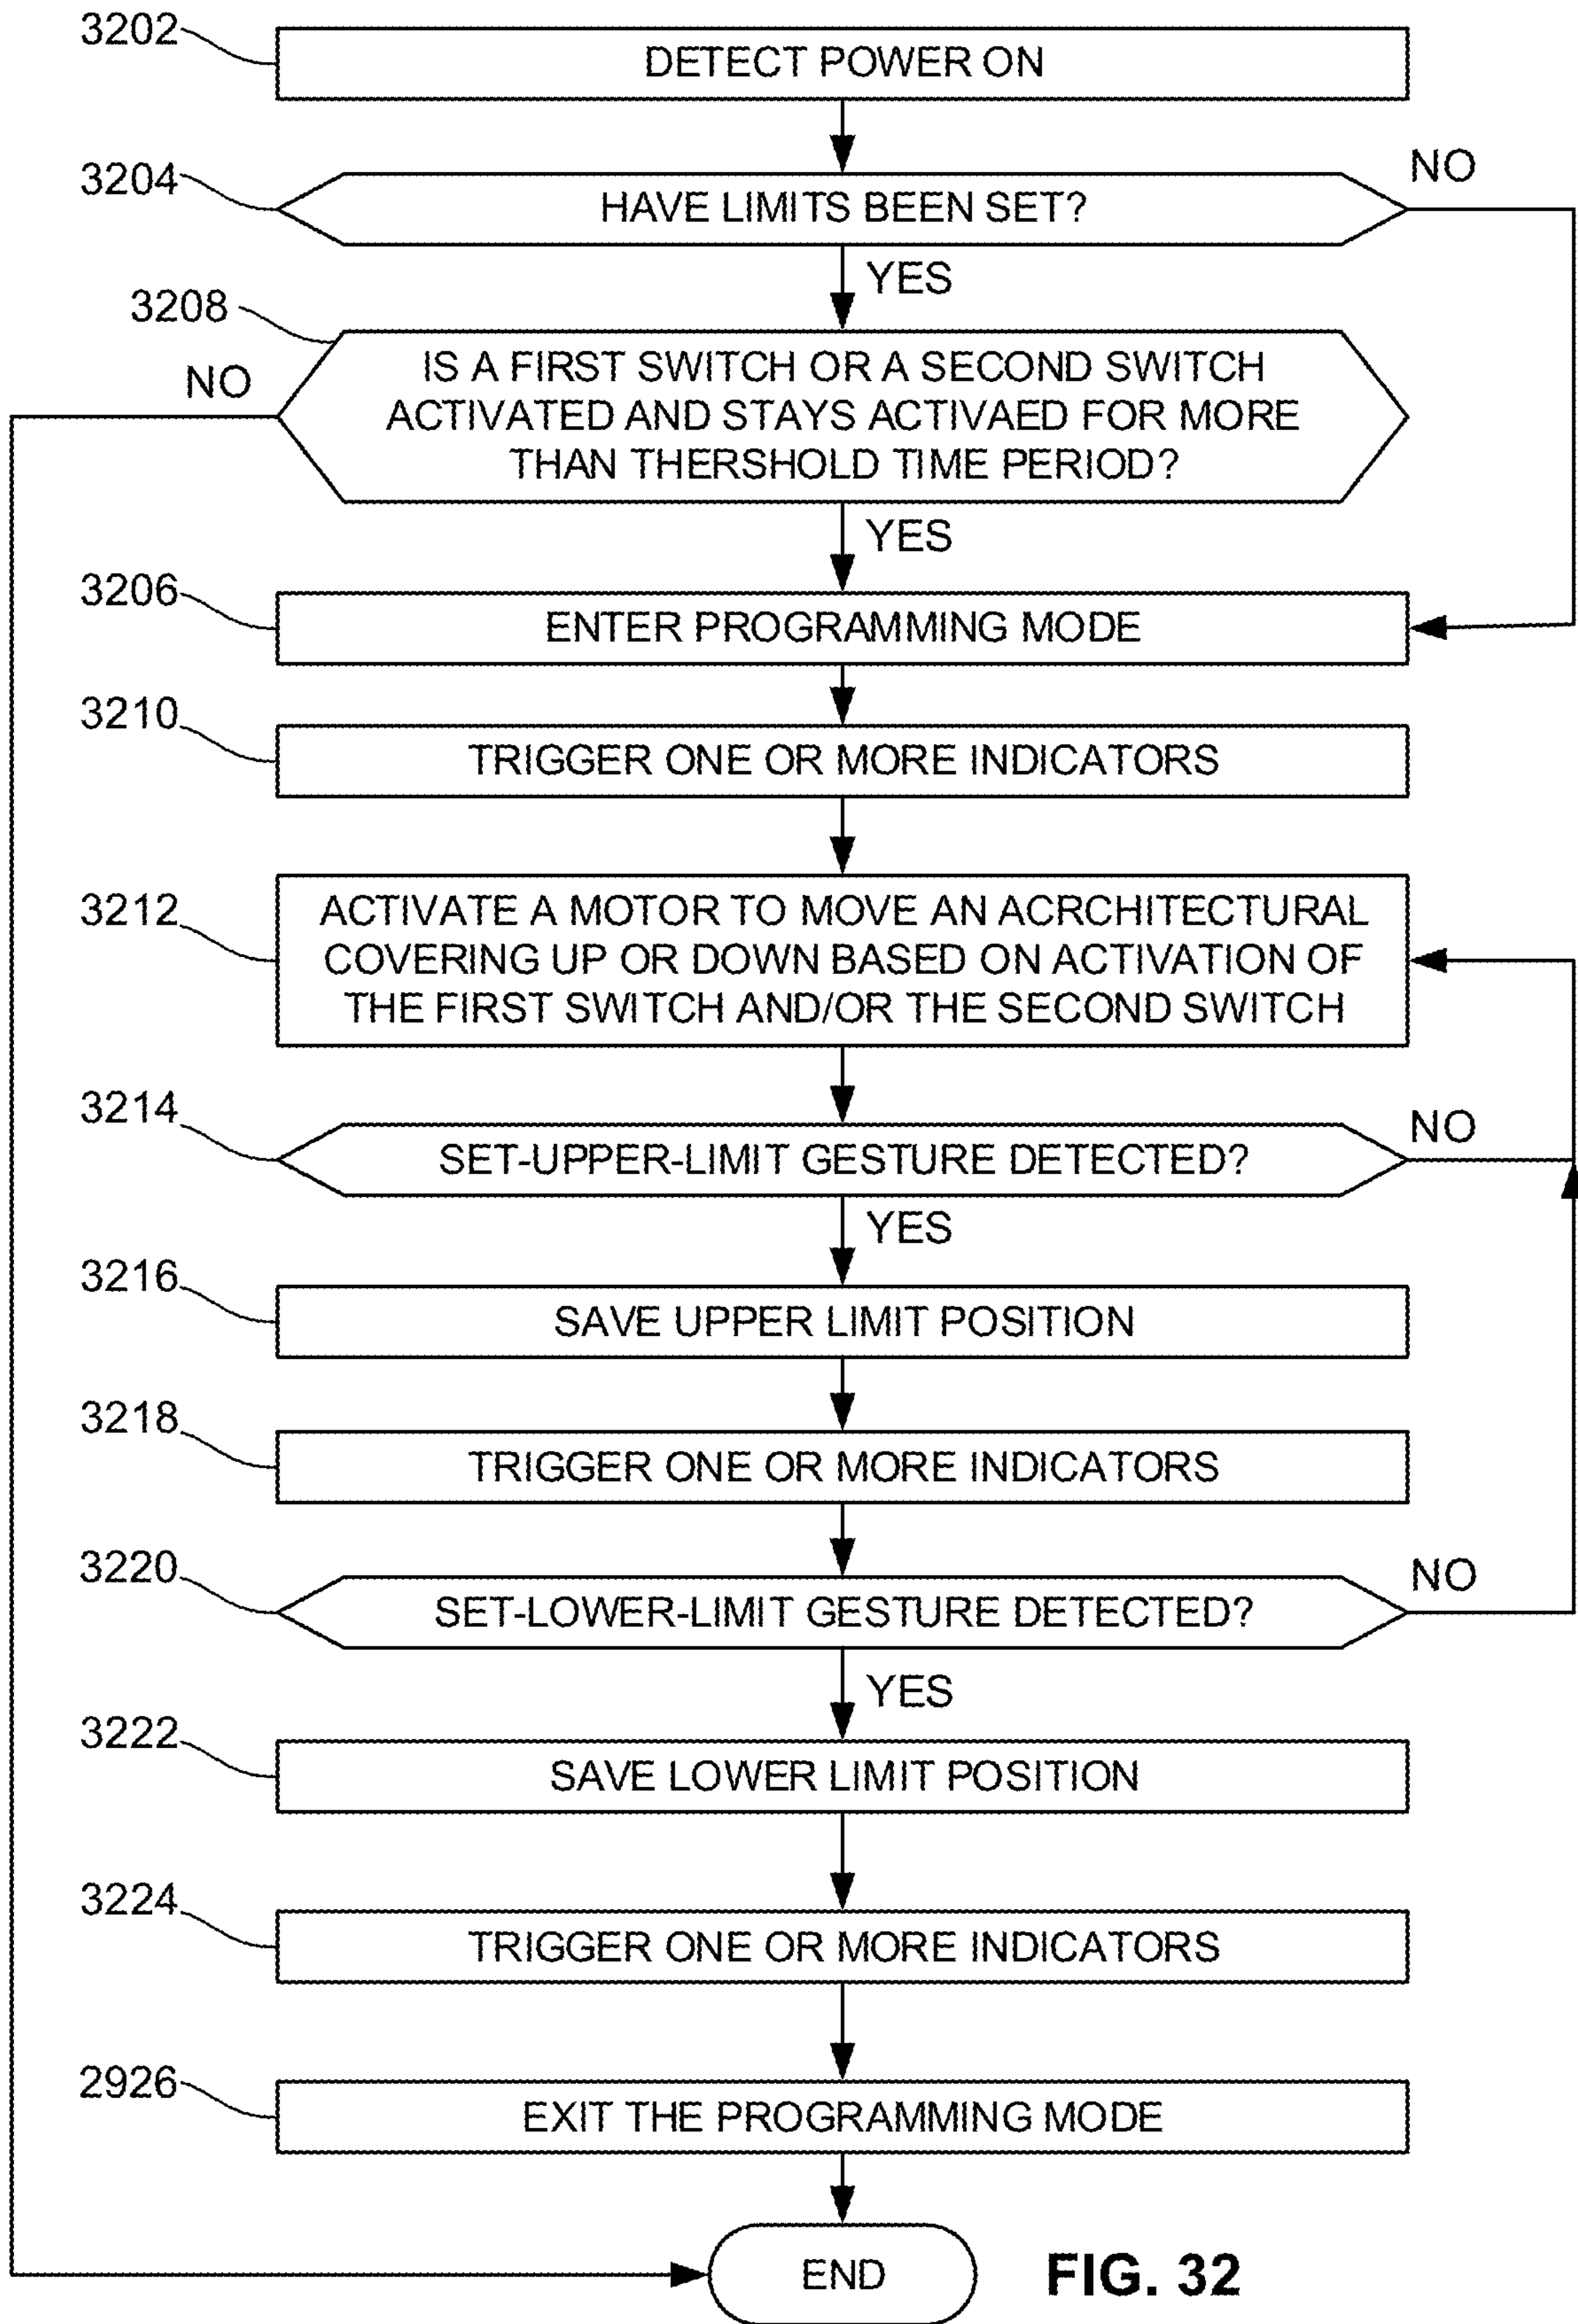 3202
DETECT POWER ON
3204
HAVE LIMITS BEEN SET?
NO
YES
3208
NO
IS A FIRST SWITCH OR A SECOND SWITCH
ACTIVATED AND STAYS ACTIVAED FOR MORE
THAN THERSHOLD TIME PERIOD?
YES
3206
ENTER PROGRAMMING MODE
3210
TRIGGER ONE OR MORE INDICATORS
3212
ACTIVATE A MOTOR TO MOVE AN ACRCHITECTURAL
COVERING UP OR DOWN BASED ON ACTIVATION OF
THE FIRST SWITCH AND/OR THE SECOND SWITCH
3214
SET-UPPER-LIMIT GESTURE DETECTED?
NO
YES
3216
SAVE UPPER LIMIT POSITION
3218
TRIGGER ONE OR MORE INDICATORS
3220
SET-LOWER-LIMIT GESTURE DETECTED?
NO
YES
3222
SAVE LOWER LIMIT POSITION
3224
TRIGGER ONE OR MORE INDICATORS
2926
EXIT THE PROGRAMMING MODE
END
FIG. 32